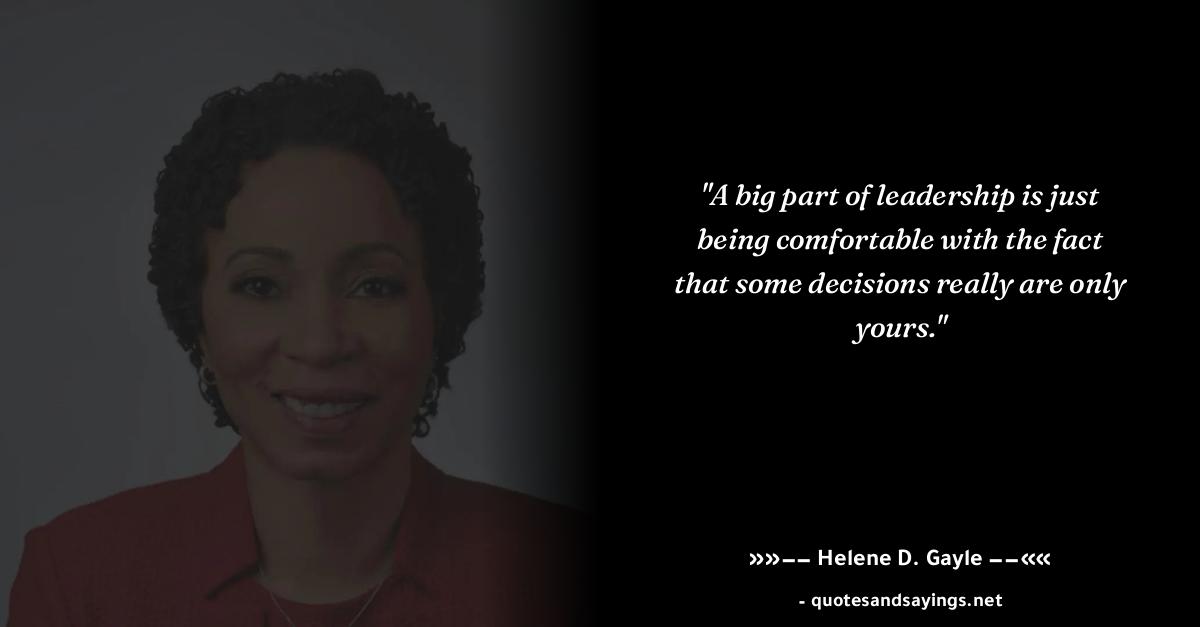 "A big part of leadership is just
being comfortable with the fact
that some decisions really are only
yours."
»»–– Helene D. Gayle ––««
- quotesandsayings.net